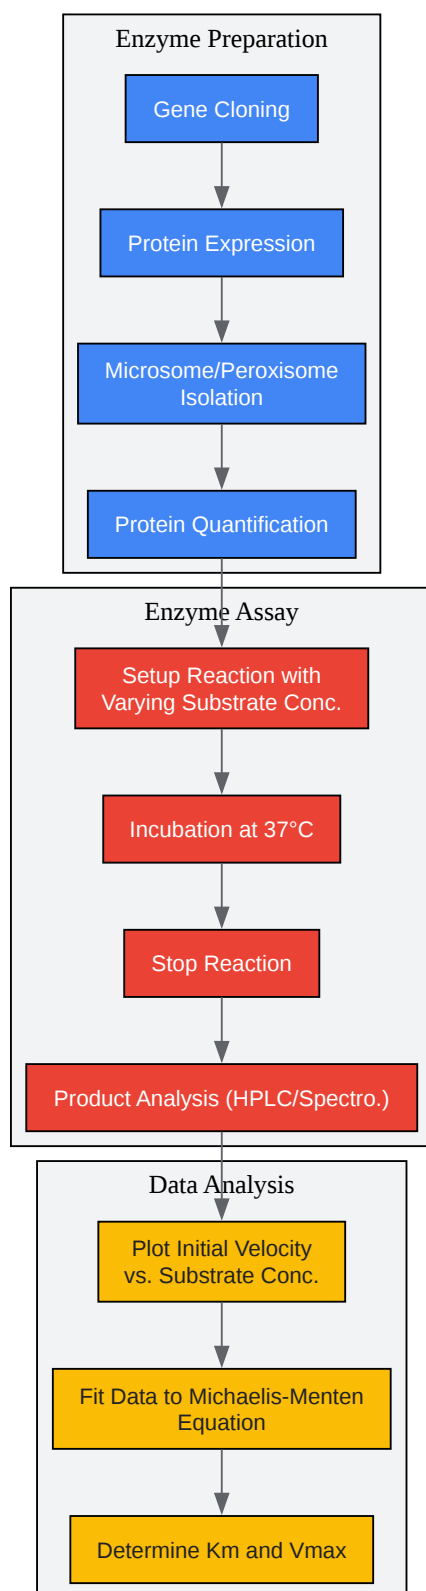 Enzyme Preparation
Gene Cloning
Protein Expression
Microsome/Peroxisome
Isolation
Protein Quantification
Enzyme Assay
Setup Reaction with
Varying Substrate Conc.
Incubation at 37°C
Stop Reaction
Product Analysis (HPLC/Spectro.)
Data Analysis
Plot Initial Velocity
vs. Substrate Conc.
Fit Data to Michaelis-Menten
Equation
Determine Km and Vmax